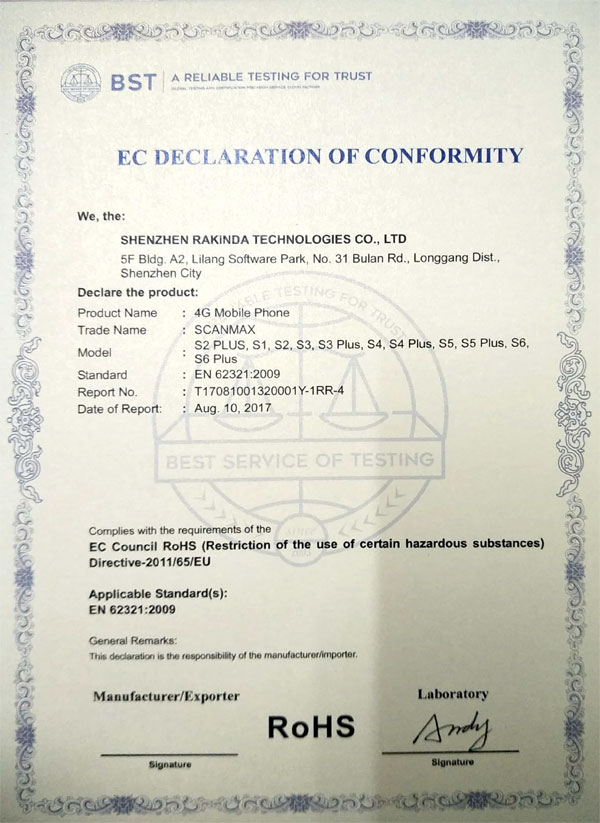 BST
A RELIABLE TESTING FOR TRUST
EC DECLARATION OF CONFORMITY
We, the:
SHENZHEN RAKINDA TECHNOLOGIES CO., LTD
5F Bldg. A2, Lilang Software Park, No. 31 Bulan Rd., Longgang Dist.,
Shenzhen City
Declare the product:
Product Name : 4G Mobile Phone
Trade Name : SCANMAX
Model : S2 PLUS, S1, S2, S3, S3 Plus, S4, S4 Plus, S5, S5 Plus, S6,
S6 Plus
Standard : EN 62321:2009
Report No. : T17081001320001Y-1RR-4
Date of Report: : Aug. 10, 2017
RELIABLE TESTING FOR TRUST
BEST SERVICE OF TESTING
Complies with the requirements of the
EC Council RoHS (Restriction of the use of certain hazardous substances)
Directive-2011/65/EU
Applicable Standard(s):
EN 62321:2009
General Remarks:
This declaration is the responsibility of the manufacturer/importer.
Manufacturer/Exporter
Laboratory
RoHS
Andy
Signature
Signature